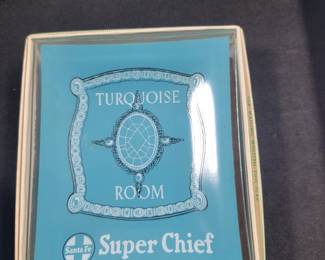 TURQUOISE
ROOM
Santa Fe
Super Chief